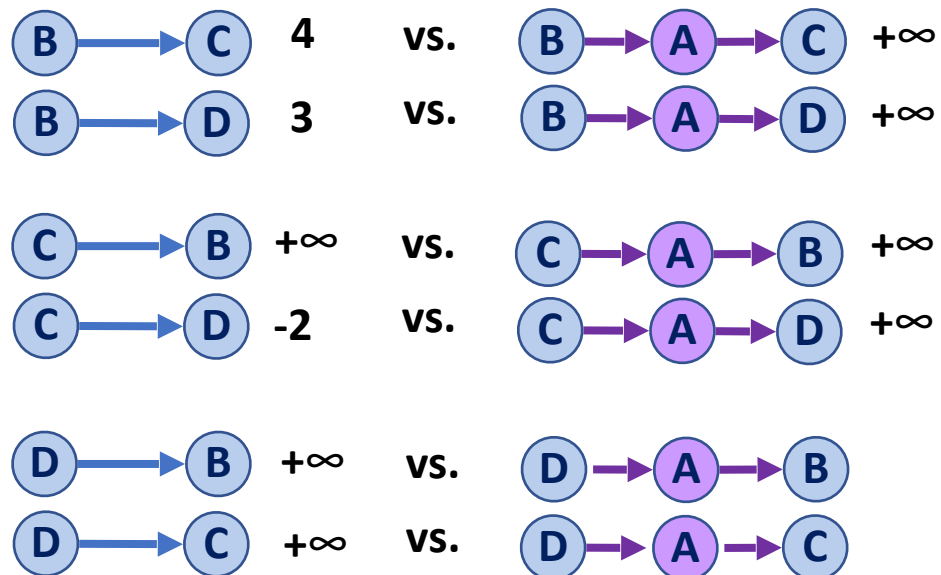 B C 4 vs. B A C +∞
B D 3 vs. B A D +∞
C B +∞ vs. C A B +∞
C D -2 vs. C A D +∞
D B +∞ vs. D A B
D C +∞ vs. D A C